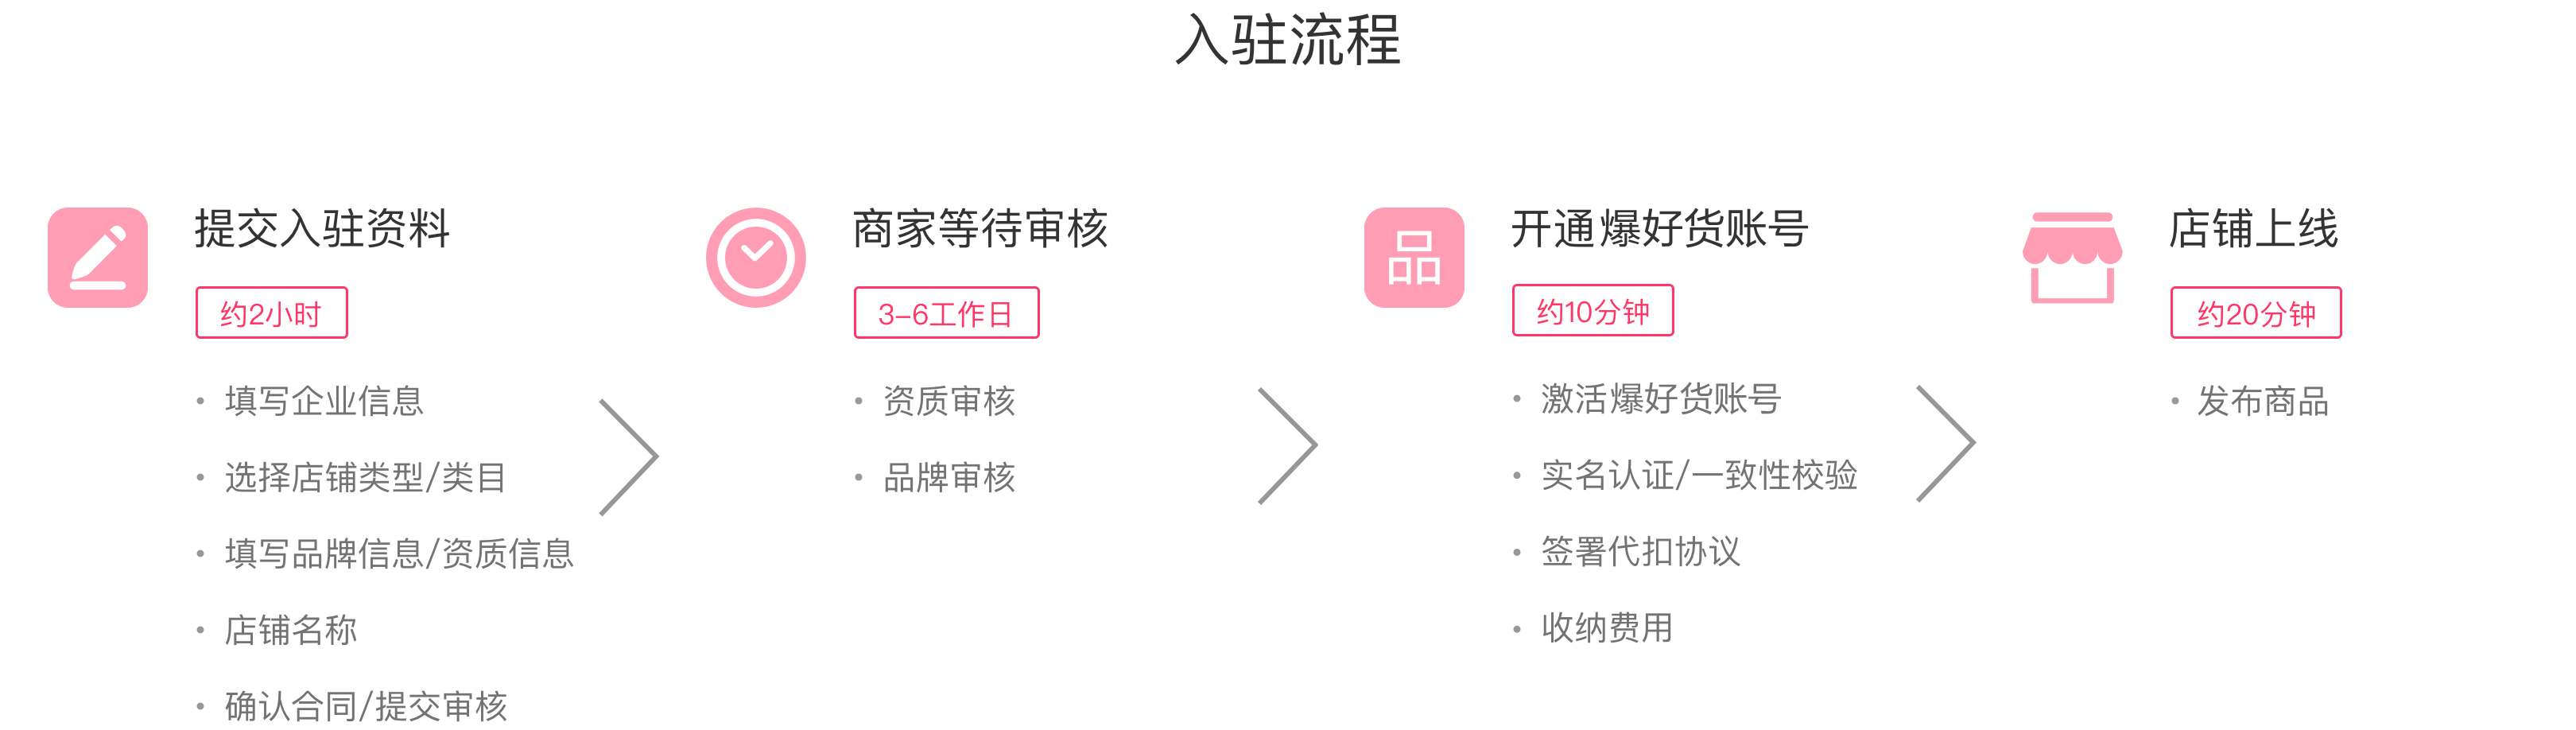 入驻流程
提交入驻资料
约2小时
• 填写企业信息
• 选择店铺类型/类目
• 填写品牌信息/资质信息
• 店铺名称
• 确认合同/提交审核
商家等待审核
3-6工作日
• 资质审核
• 品牌审核
品
开通爆好货账号
约10分钟
• 激活爆好货账号
• 实名认证/一致性校验
• 签署代扣协议
• 收纳费用
店铺上线
约20分钟
• 发布商品